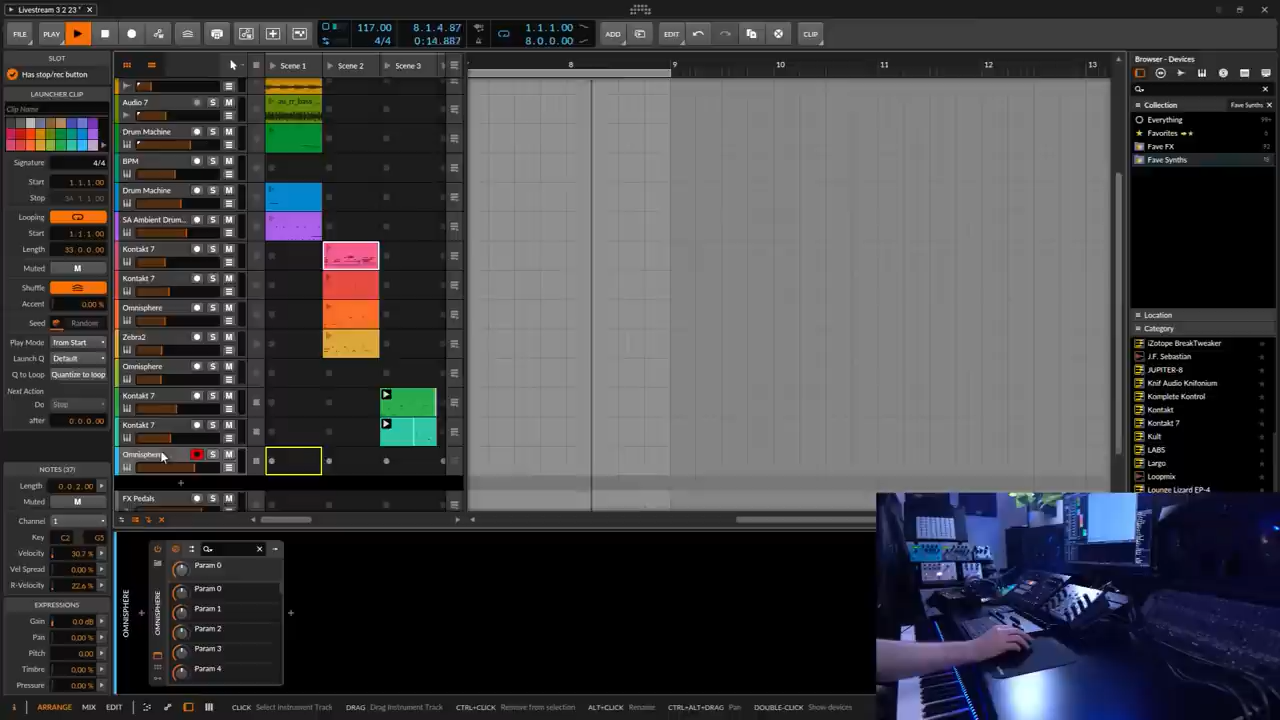 Livestream 3 2 23 *
FILE
PLAY
117.00
4/4
8.1.4.87
0:14.887
1.1.1.00
8.0.0.00
ADD
EDIT
CLIP
SLOT
Has stop/rec button
LAUNCHER CLIP
Clip Name
Signature 4/4
Start 1.1.1.00
Stop
Looping
Start 1.1.1.00
Length 33.0.0.00
Muted M
Shuffle
Accent 0.00 %
Seed Random
Play Mode from Start
Launch Q Default
Q to Loop Quantize to loop
Next Action
Do Stop
after 0.0.0.00
NOTES (37)
Length 0.0.2.00
Muted M
Channel 1
Key C2 G5
Velocity 30.7 %
Vel Spread 0.00 %
R-Velocity 22.6 %
EXPRESSIONS
Gain 0.0 dB
Pan 0.00 %
Pitch 0.00
Timbre 0.00 %
Pressure 0.00 %
Scene 1 Scene 2 Scene 3
Audio 7 S M
Drum Machine S M
BPM S M
Drum Machine S M
SA Ambient Drum... S M
Kontakt 7 S M
Kontakt 7 S M
Omnisphere S M
Zebra2 S M
Omnisphere S M
Kontakt 7 S M
Kontakt 7 S M
Omnisphere S M
FX Pedals S M
8 9 10 11 12 13
OMNISPHERE
OMNISPHERE
Param 0
Param 0
Param 1
Param 2
Param 3
Param 4
Browser - Devices
Collection Fave Synths
Everything 99+
Favorites
Fave FX
Fave Synths
Location
Category
iZotope BreakTweaker
J.F. Sebastian
JUPITER-8
Knif Audio Knifonium
Komplete Kontrol
Kontakt
Kontakt 7
Kult
LABS
Largo
Loopmix
Lounge Lizard EP-4
ARRANGE MIX EDIT
CLICK Select Instrument Track
DRAG Drag Instrument Track
CTRL+CLICK Remove from selection
ALT+CLICK Rename
CTRL+ALT+DRAG Pan
DOUBLE-CLICK Show devices